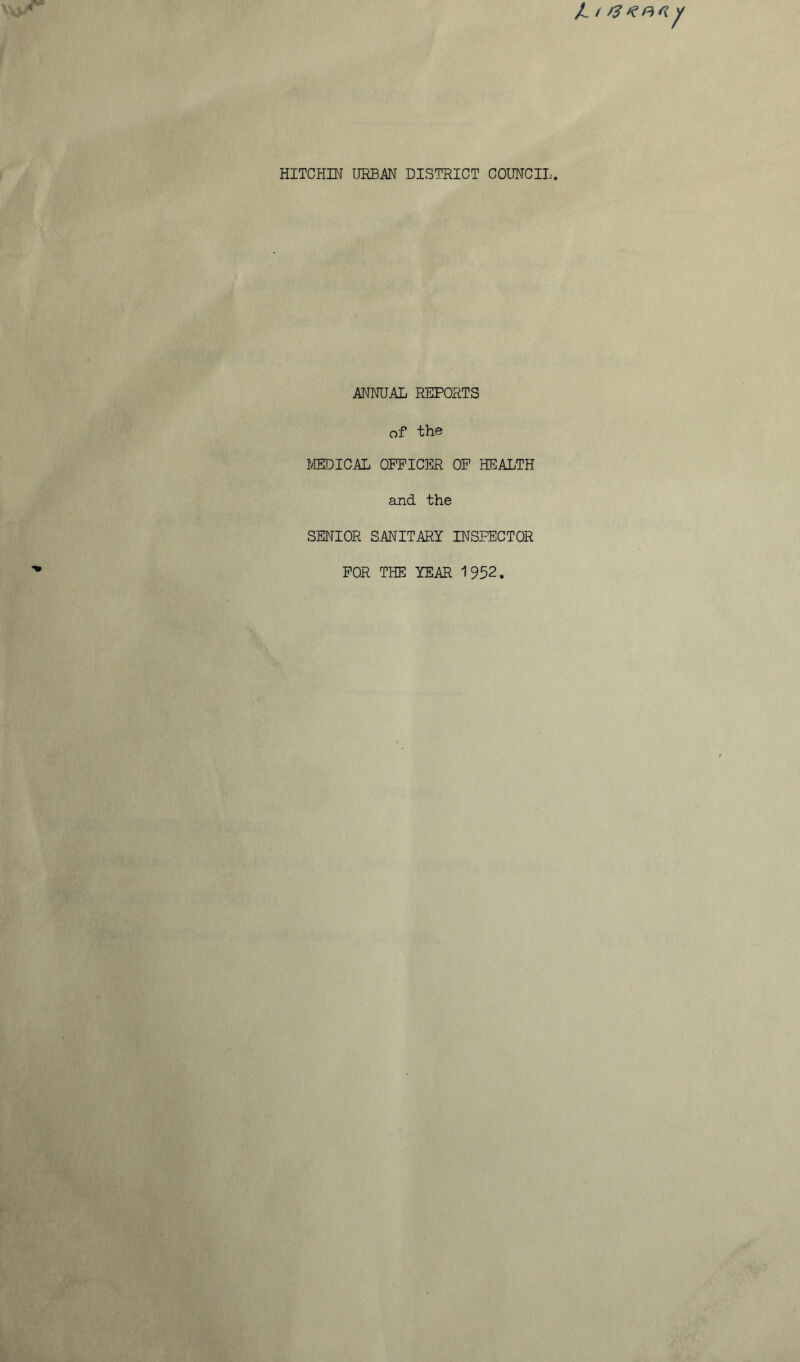 LIBRARY
HITCHIN URBAN DISTRICT COUNCIL.
ANNUAL REPORTS
of the
MEDICAL OFFICER OF HEALTH
and the
SENIOR SANITARY INSPECTOR
FOR THE YEAR 1952.